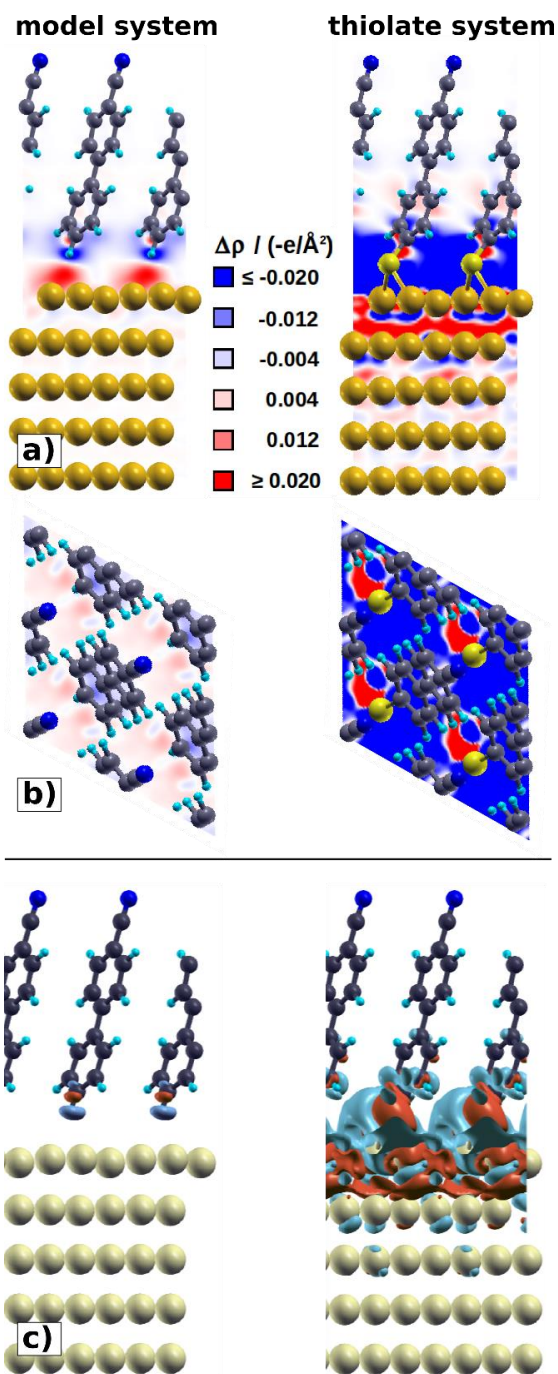 model system
thiolate system
Δρ / (-e/Å²)
≤ -0.020
-0.012
-0.004
0.004
0.012
≥ 0.020
a)
b)
c)